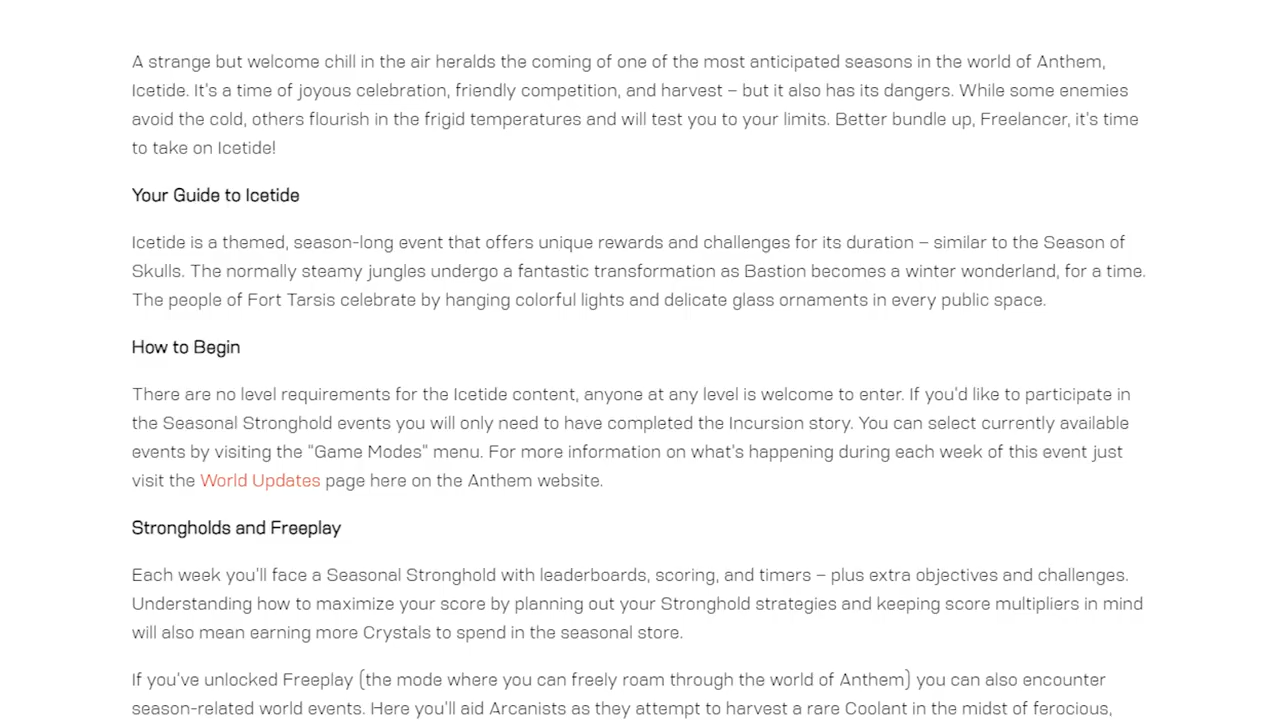 A strange but welcome chill in the air heralds the coming of one of the most anticipated seasons in the world of Anthem,
Icetide. It's a time of joyous celebration, friendly competition, and harvest – but it also has its dangers. While some enemies
avoid the cold, others flourish in the frigid temperatures and will test you to your limits. Better bundle up, Freelancer, it's time
to take on Icetide!
Your Guide to Icetide
Icetide is a themed, season-long event that offers unique rewards and challenges for its duration – similar to the Season of
Skulls. The normally steamy jungles undergo a fantastic transformation as Bastion becomes a winter wonderland, for a time.
The people of Fort Tarsis celebrate by hanging colorful lights and delicate glass ornaments in every public space.
How to Begin
There are no level requirements for the Icetide content, anyone at any level is welcome to enter. If you'd like to participate in
the Seasonal Stronghold events you will only need to have completed the Incursion story. You can select currently available
events by visiting the "Game Modes" menu. For more information on what's happening during each week of this event just
visit the World Updates page here on the Anthem website.
Strongholds and Freeplay
Each week you'll face a Seasonal Stronghold with leaderboards, scoring, and timers – plus extra objectives and challenges.
Understanding how to maximize your score by planning out your Stronghold strategies and keeping score multipliers in mind
will also mean earning more Crystals to spend in the seasonal store.
If you've unlocked Freeplay (the mode where you can freely roam through the world of Anthem) you can also encounter
season-related world events. Here you'll aid Arcanists as they attempt to harvest a rare Coolant in the midst of ferocious,